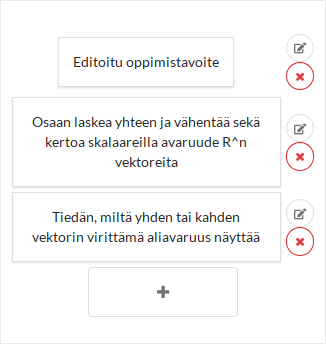 Editoitu oppimistavoite
Osaan laskea yhteen ja vähentää sekä
kertoa skalaareilla avaruude R^n
vektoreita
Tiedän, miltä yhden tai kahden
vektorin virittämä aliavaruus näyttää